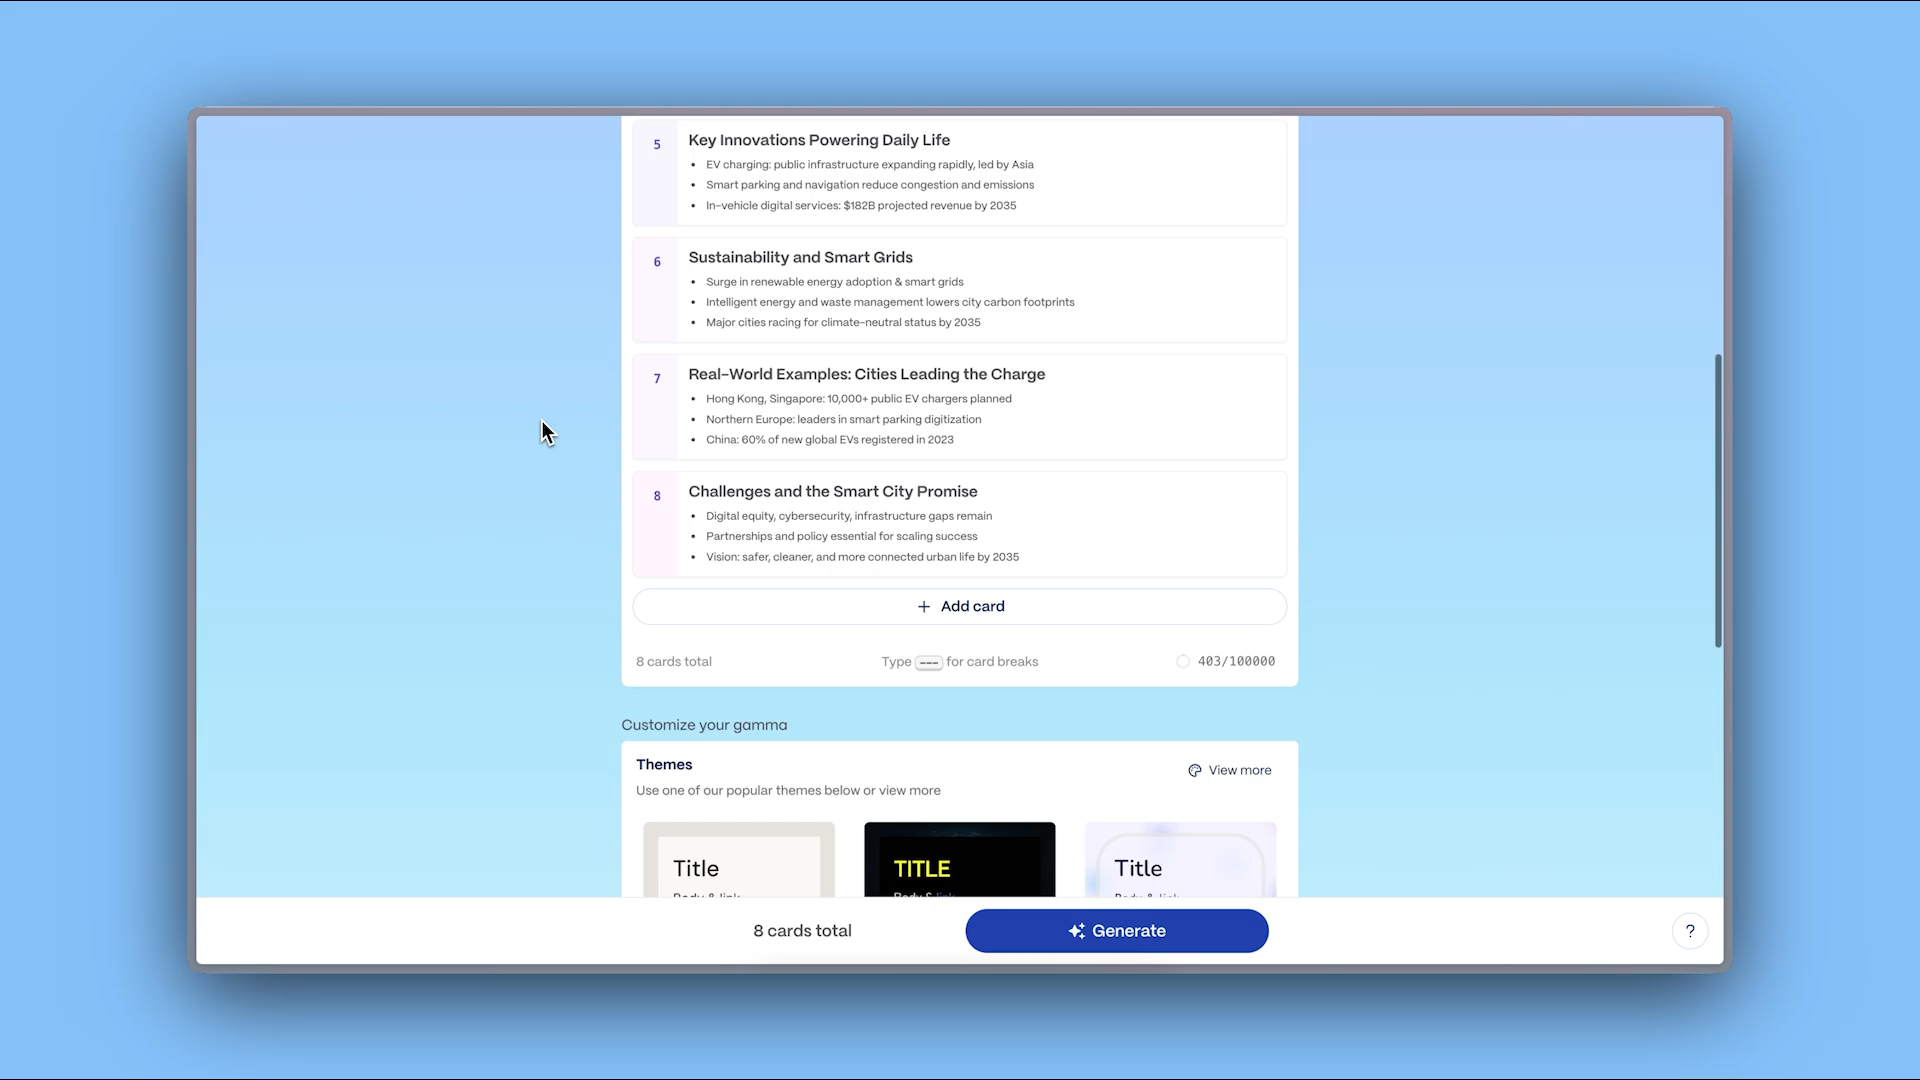 5
Key Innovations Powering Daily Life
• EV charging: public infrastructure expanding rapidly, led by Asia
• Smart parking and navigation reduce congestion and emissions
• In-vehicle digital services: $182B projected revenue by 2035
6
Sustainability and Smart Grids
• Surge in renewable energy adoption & smart grids
• Intelligent energy and waste management lowers city carbon footprints
• Major cities racing for climate-neutral status by 2035
7
Real-World Examples: Cities Leading the Charge
• Hong Kong, Singapore: 10,000+ public EV chargers planned
• Northern Europe: leaders in smart parking digitization
• China: 60% of new global EVs registered in 2023
8
Challenges and the Smart City Promise
• Digital equity, cybersecurity, infrastructure gaps remain
• Partnerships and policy essential for scaling success
• Vision: safer, cleaner, and more connected urban life by 2035
+ Add card
8 cards total
Type --- for card breaks
403/100000
Customize your gamma
Themes
View more
Use one of our popular themes below or view more
Title
Body & link
TITLE
Body & link
Title
Body & link
8 cards total
Generate
?